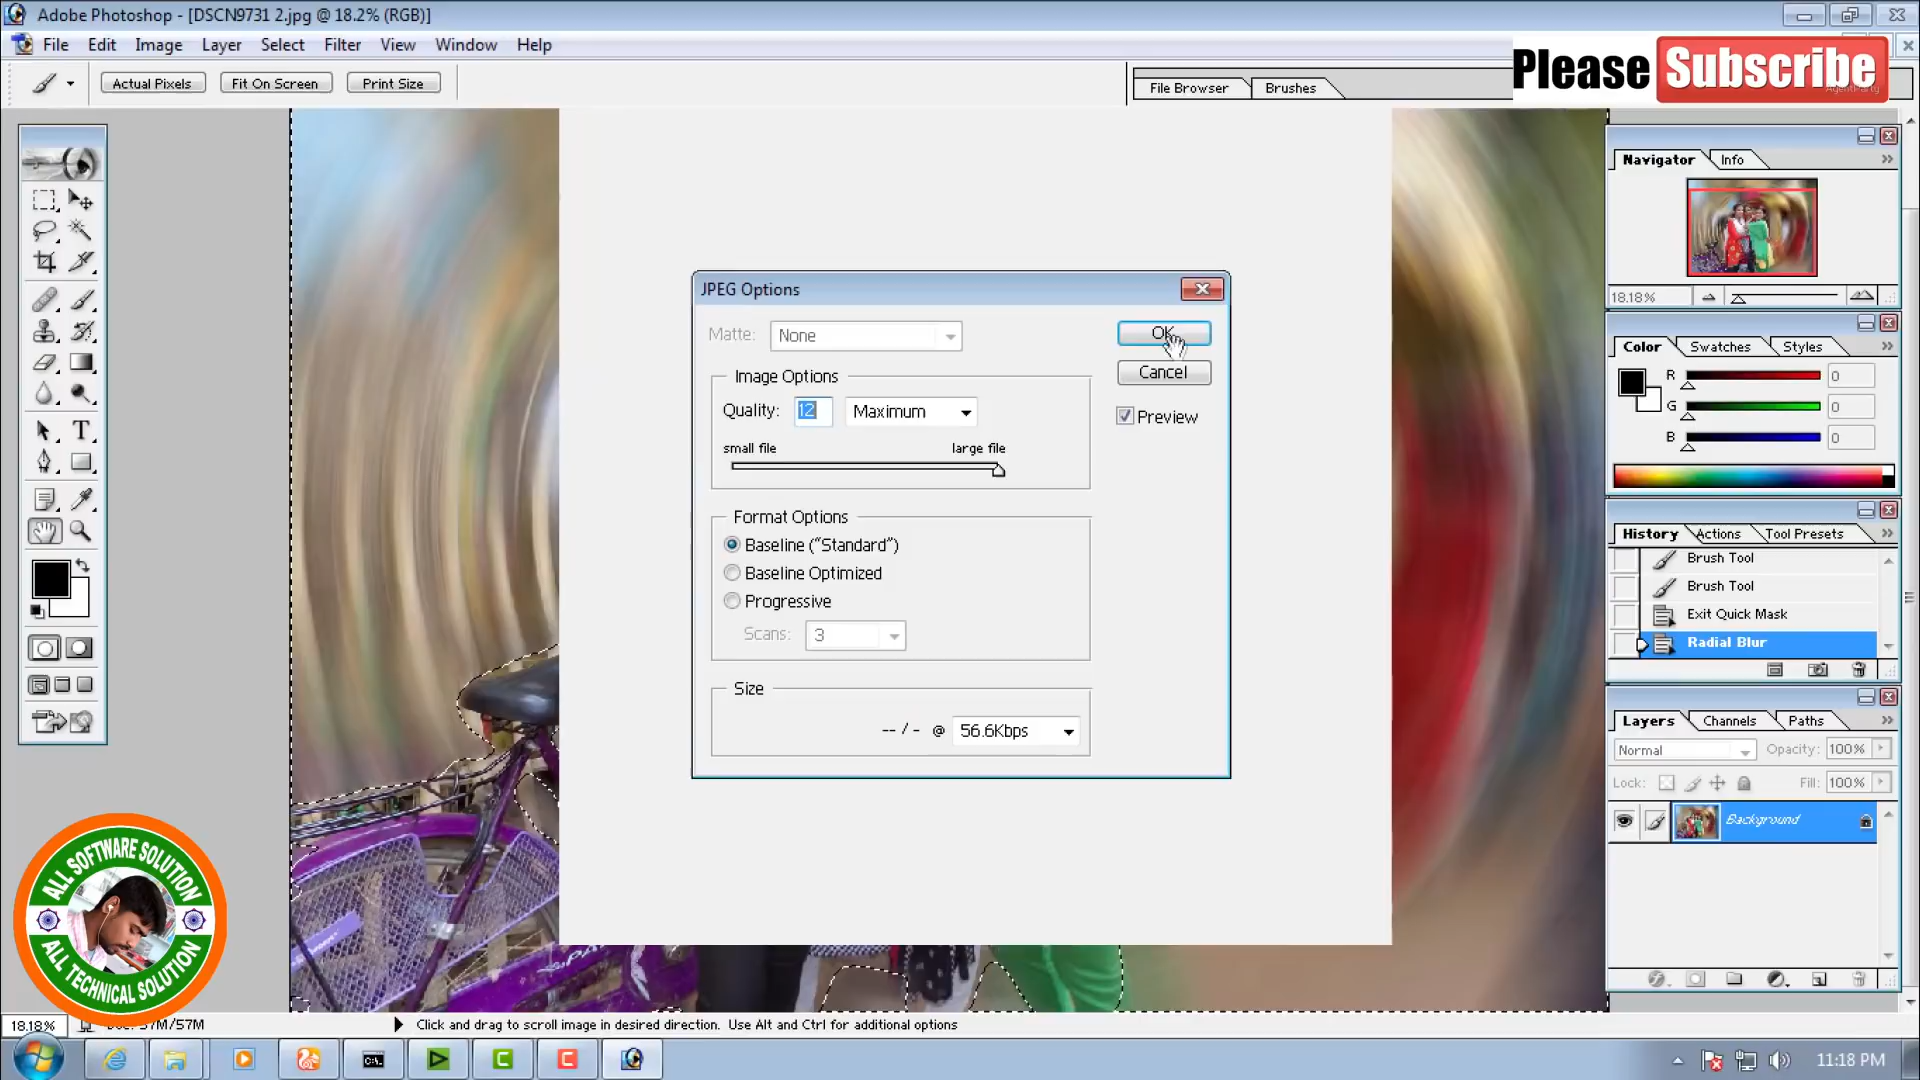 Adobe Photoshop - [DSCN9731 2.jpg @ 18.2% (RGB)]
File Edit Image Layer Select Filter View Window Help
Please Subscribe
Actual Pixels Fit On Screen Print Size
File Browser Brushes
Navigator Info
18.18%
JPEG Options
Matte: None
OK
Cancel
Preview
Image Options
Quality: 12 Maximum
small file large file
Format Options
Baseline ("Standard")
Baseline Optimized
Progressive
Scans: 3
Size
-- / - @ 56.6Kbps
Color Swatches Styles
R 0
G 0
B 0
History Actions Tool Presets
Brush Tool
Brush Tool
Exit Quick Mask
Radial Blur
Layers Channels Paths
Normal Opacity: 100%
Lock: Fill: 100%
Background
ALL SOFTWARE SOLUTION
ALL TECHNICAL SOLUTION
18.18% Click and drag to scroll image in desired direction. Use Alt and Ctrl for additional options
11:18 PM